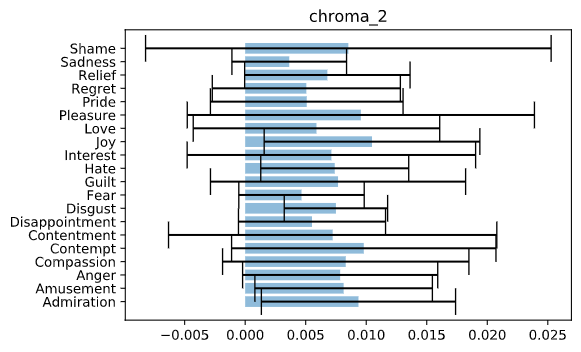 chroma_2
Shame
Sadness
Relief
Regret
Pride
Pleasure
Love
Joy
Interest
Hate
Guilt
Fear
Disgust
Disappointment
Contentment
Contempt
Compassion
Anger
Amusement
Admiration
−0.005 0.000 0.005 0.010 0.015 0.020 0.025